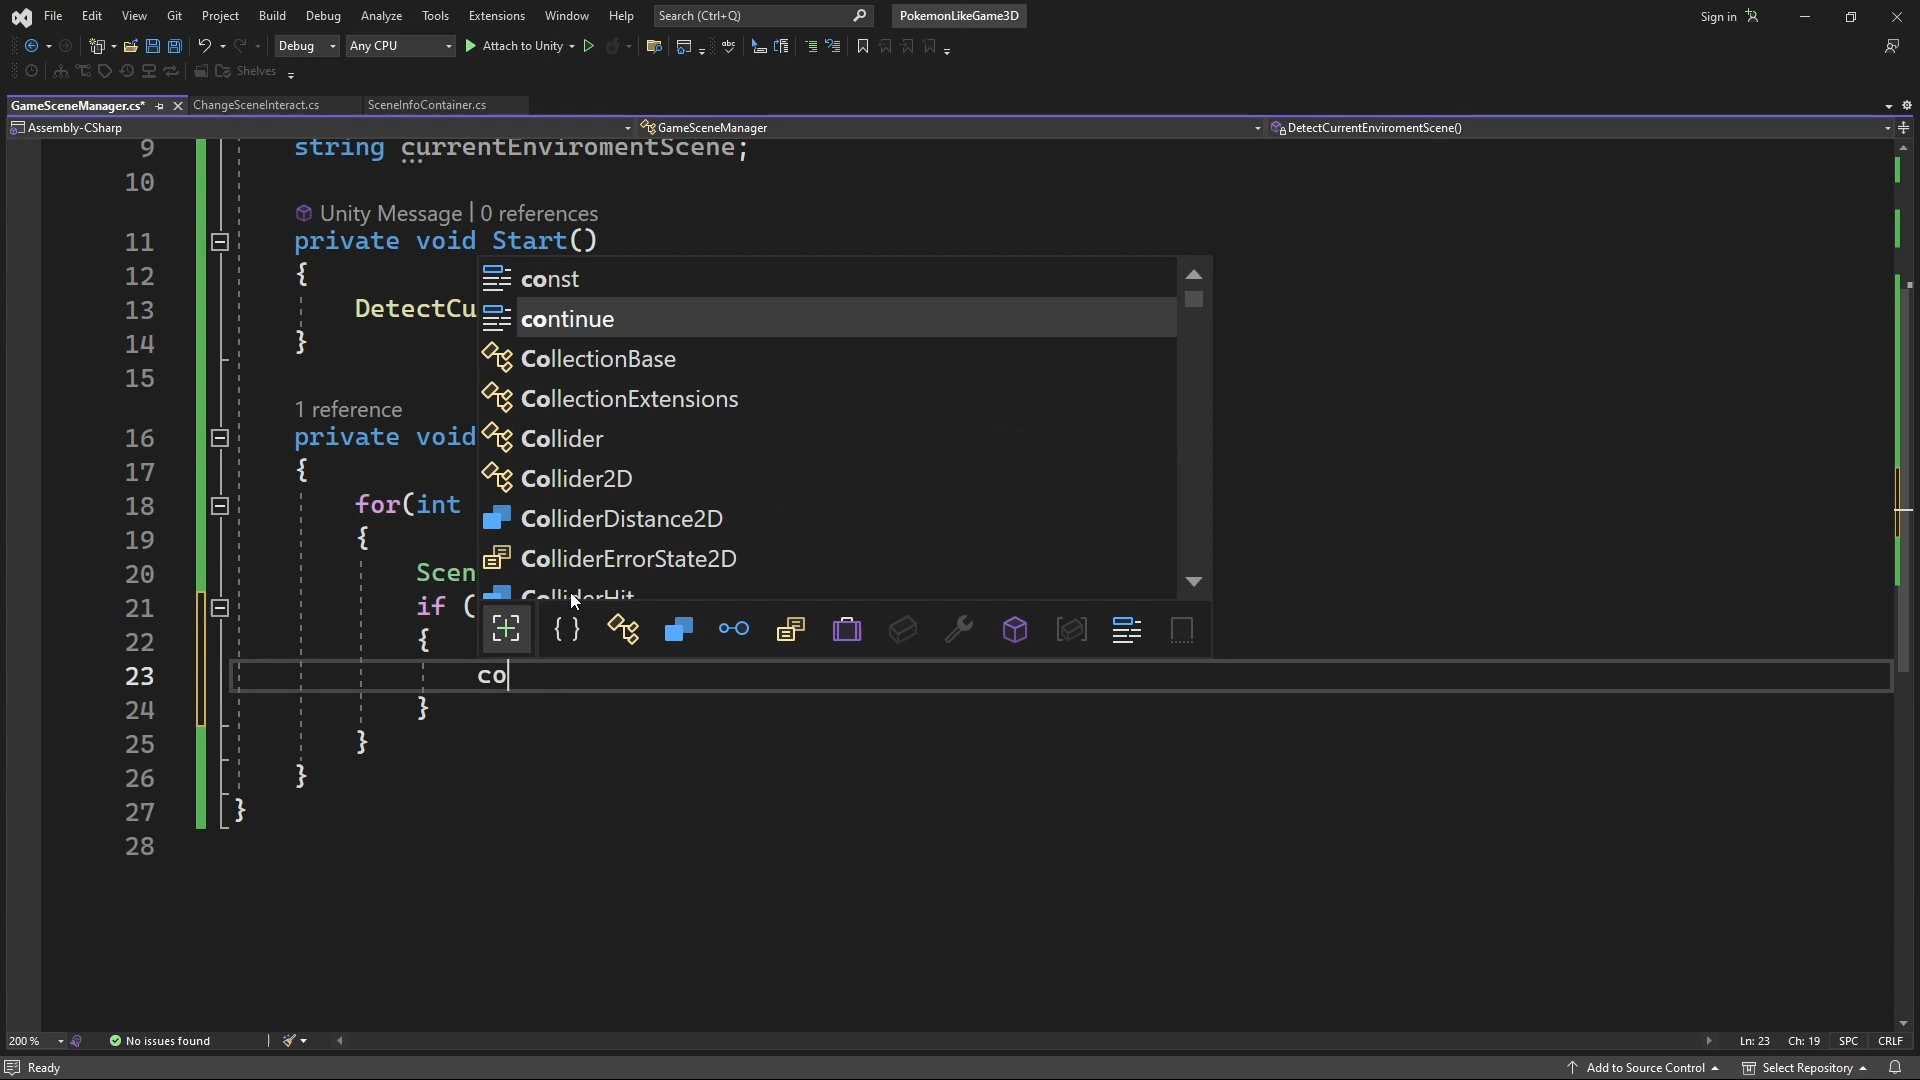 File Edit View Git Project Build Debug Analyze Tools Extensions Window Help Search (Ctrl+Q) PokemonLikeGame3D Sign in
Debug Any CPU Attach to Unity
Shelves
GameSceneManager.cs* ChangeSceneInteract.cs SceneInfoContainer.cs
Assembly-CSharp GameSceneManager DetectCurrentEnviromentScene()
9 string currentEnviromentScene;
10
Unity Message | 0 references
11 private void Start()
12 {
13 DetectCu
14 }
15
1 reference
16 private void
17 {
18 for(int
19 {
20 Scen
21 if (
22 {
23 co
24 }
25 }
26 }
27 }
28
const
continue
CollectionBase
CollectionExtensions
Collider
Collider2D
ColliderDistance2D
ColliderErrorState2D
ColliderHit
200 % No issues found Ln: 23 Ch: 19 SPC CRLF
Ready Add to Source Control Select Repository